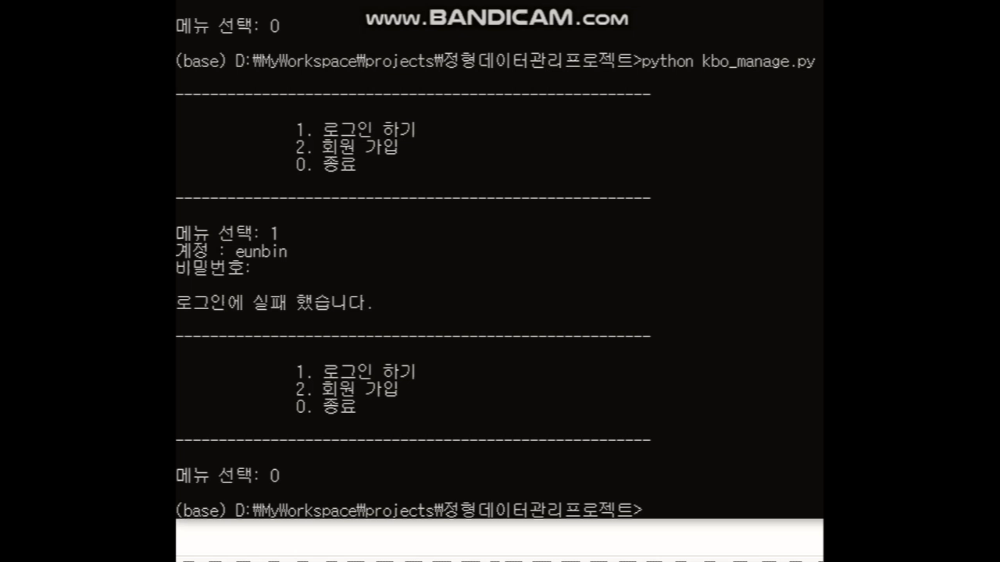 www.BANDICAM.com
메뉴 선택: 0
(base) D:₩MyWorkspace₩projects₩정형데이터관리프로젝트>python kbo_manage.py
-------------------------------------------------------
1. 로그인 하기
2. 회원 가입
0. 종료
-------------------------------------------------------
메뉴 선택: 1
계정 : eunbin
비밀번호:
로그인에 실패 했습니다.
-------------------------------------------------------
1. 로그인 하기
2. 회원 가입
0. 종료
-------------------------------------------------------
메뉴 선택: 0
(base) D:₩MyWorkspace₩projects₩정형데이터관리프로젝트>